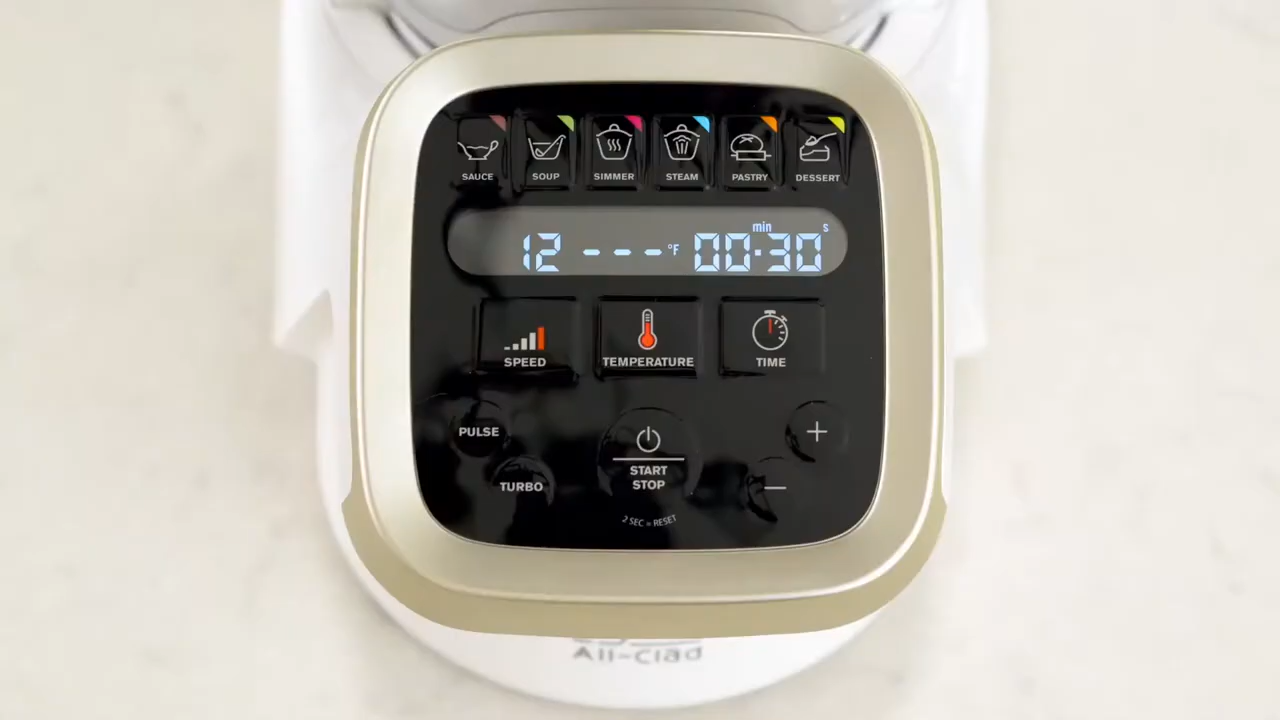 SAUCE SOUP SIMMER STEAM PASTRY DESSERT
min s
12 - - - °F 00:30
SPEED TEMPERATURE TIME
PULSE
+
START
STOP
TURBO
−
2 SEC = RESET
All-Clad